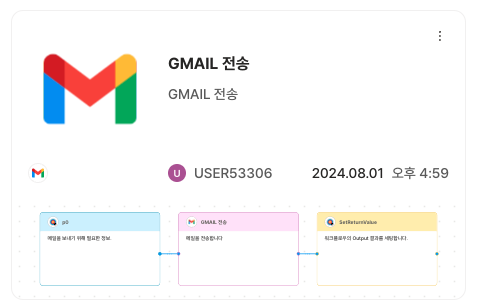 GMAIL 전송
GMAIL 전송
U USER53306 2024.08.01 오후 4:59
p0
메일을 보내기 위해 필요한 정보.
GMAIL 전송
메일을 전송합니다
SetReturnValue
워크플로우의 Output 결과를 세팅합니다.